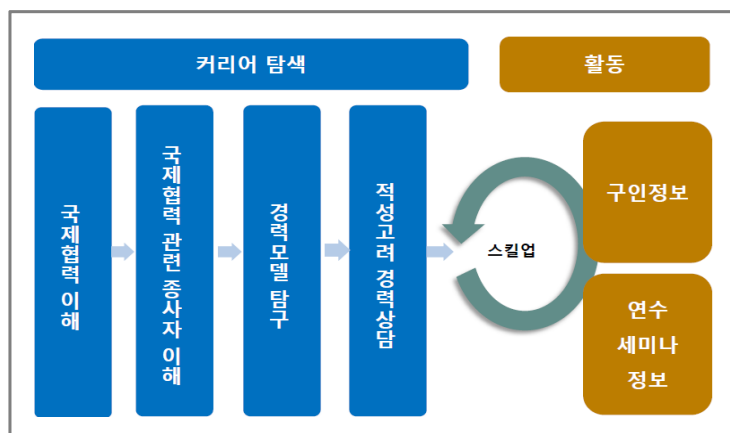 커리어 탐색
활동
국제협력 이해
국제협력 관련 종사자 이해
경력모델 탐구
적성고려 경력상담
스킬업
구인정보
연수
세미나
정보